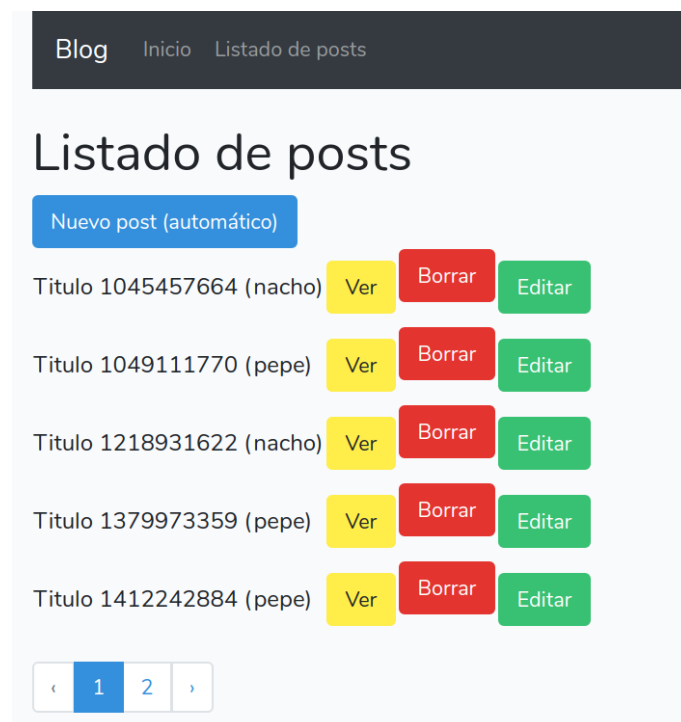 Blog Inicio Listado de posts
Listado de posts
Nuevo post (automático)
Titulo 1045457664 (nacho) Ver Borrar Editar
Titulo 1049111770 (pepe) Ver Borrar Editar
Titulo 1218931622 (nacho) Ver Borrar Editar
Titulo 1379973359 (pepe) Ver Borrar Editar
Titulo 1412242884 (pepe) Ver Borrar Editar
‹ 1 2 ›